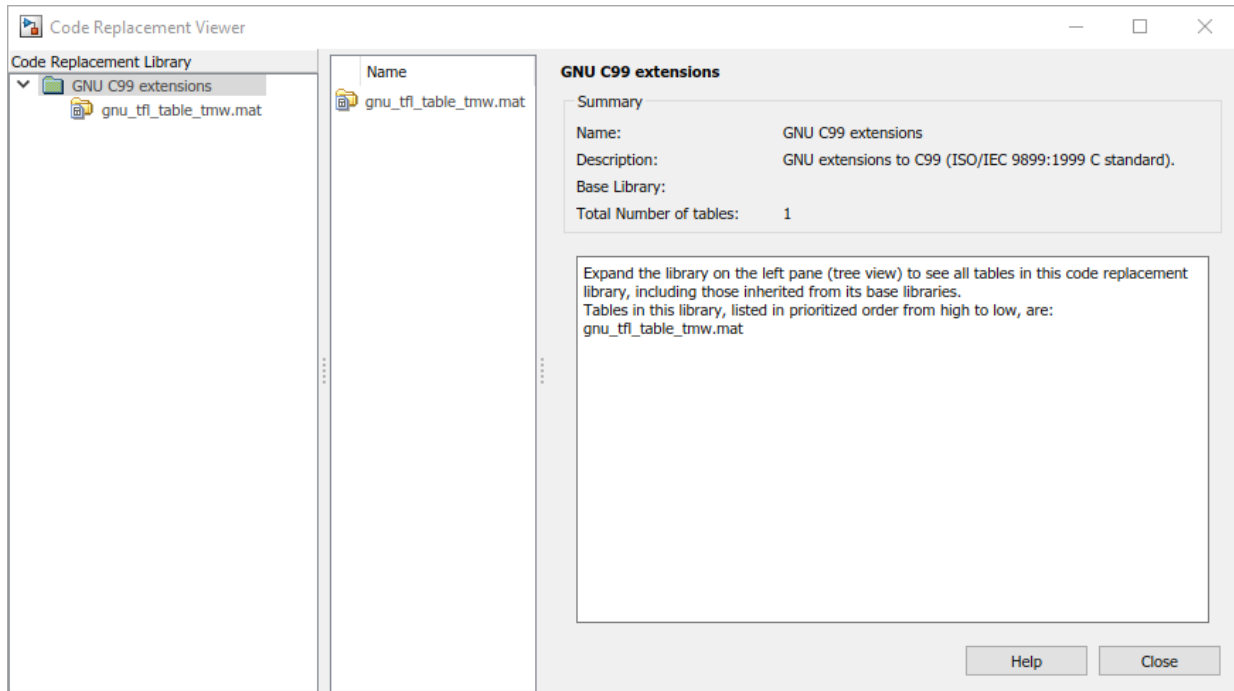 Code Replacement Viewer
Code Replacement Library
GNU C99 extensions
gnu_tfl_table_tmw.mat
Name
gnu_tfl_table_tmw.mat
GNU C99 extensions
Summary
Name: GNU C99 extensions
Description: GNU extensions to C99 (ISO/IEC 9899:1999 C standard).
Base Library:
Total Number of tables: 1
Expand the library on the left pane (tree view) to see all tables in this code replacement
library, including those inherited from its base libraries.
Tables in this library, listed in prioritized order from high to low, are:
gnu_tfl_table_tmw.mat
Help Close